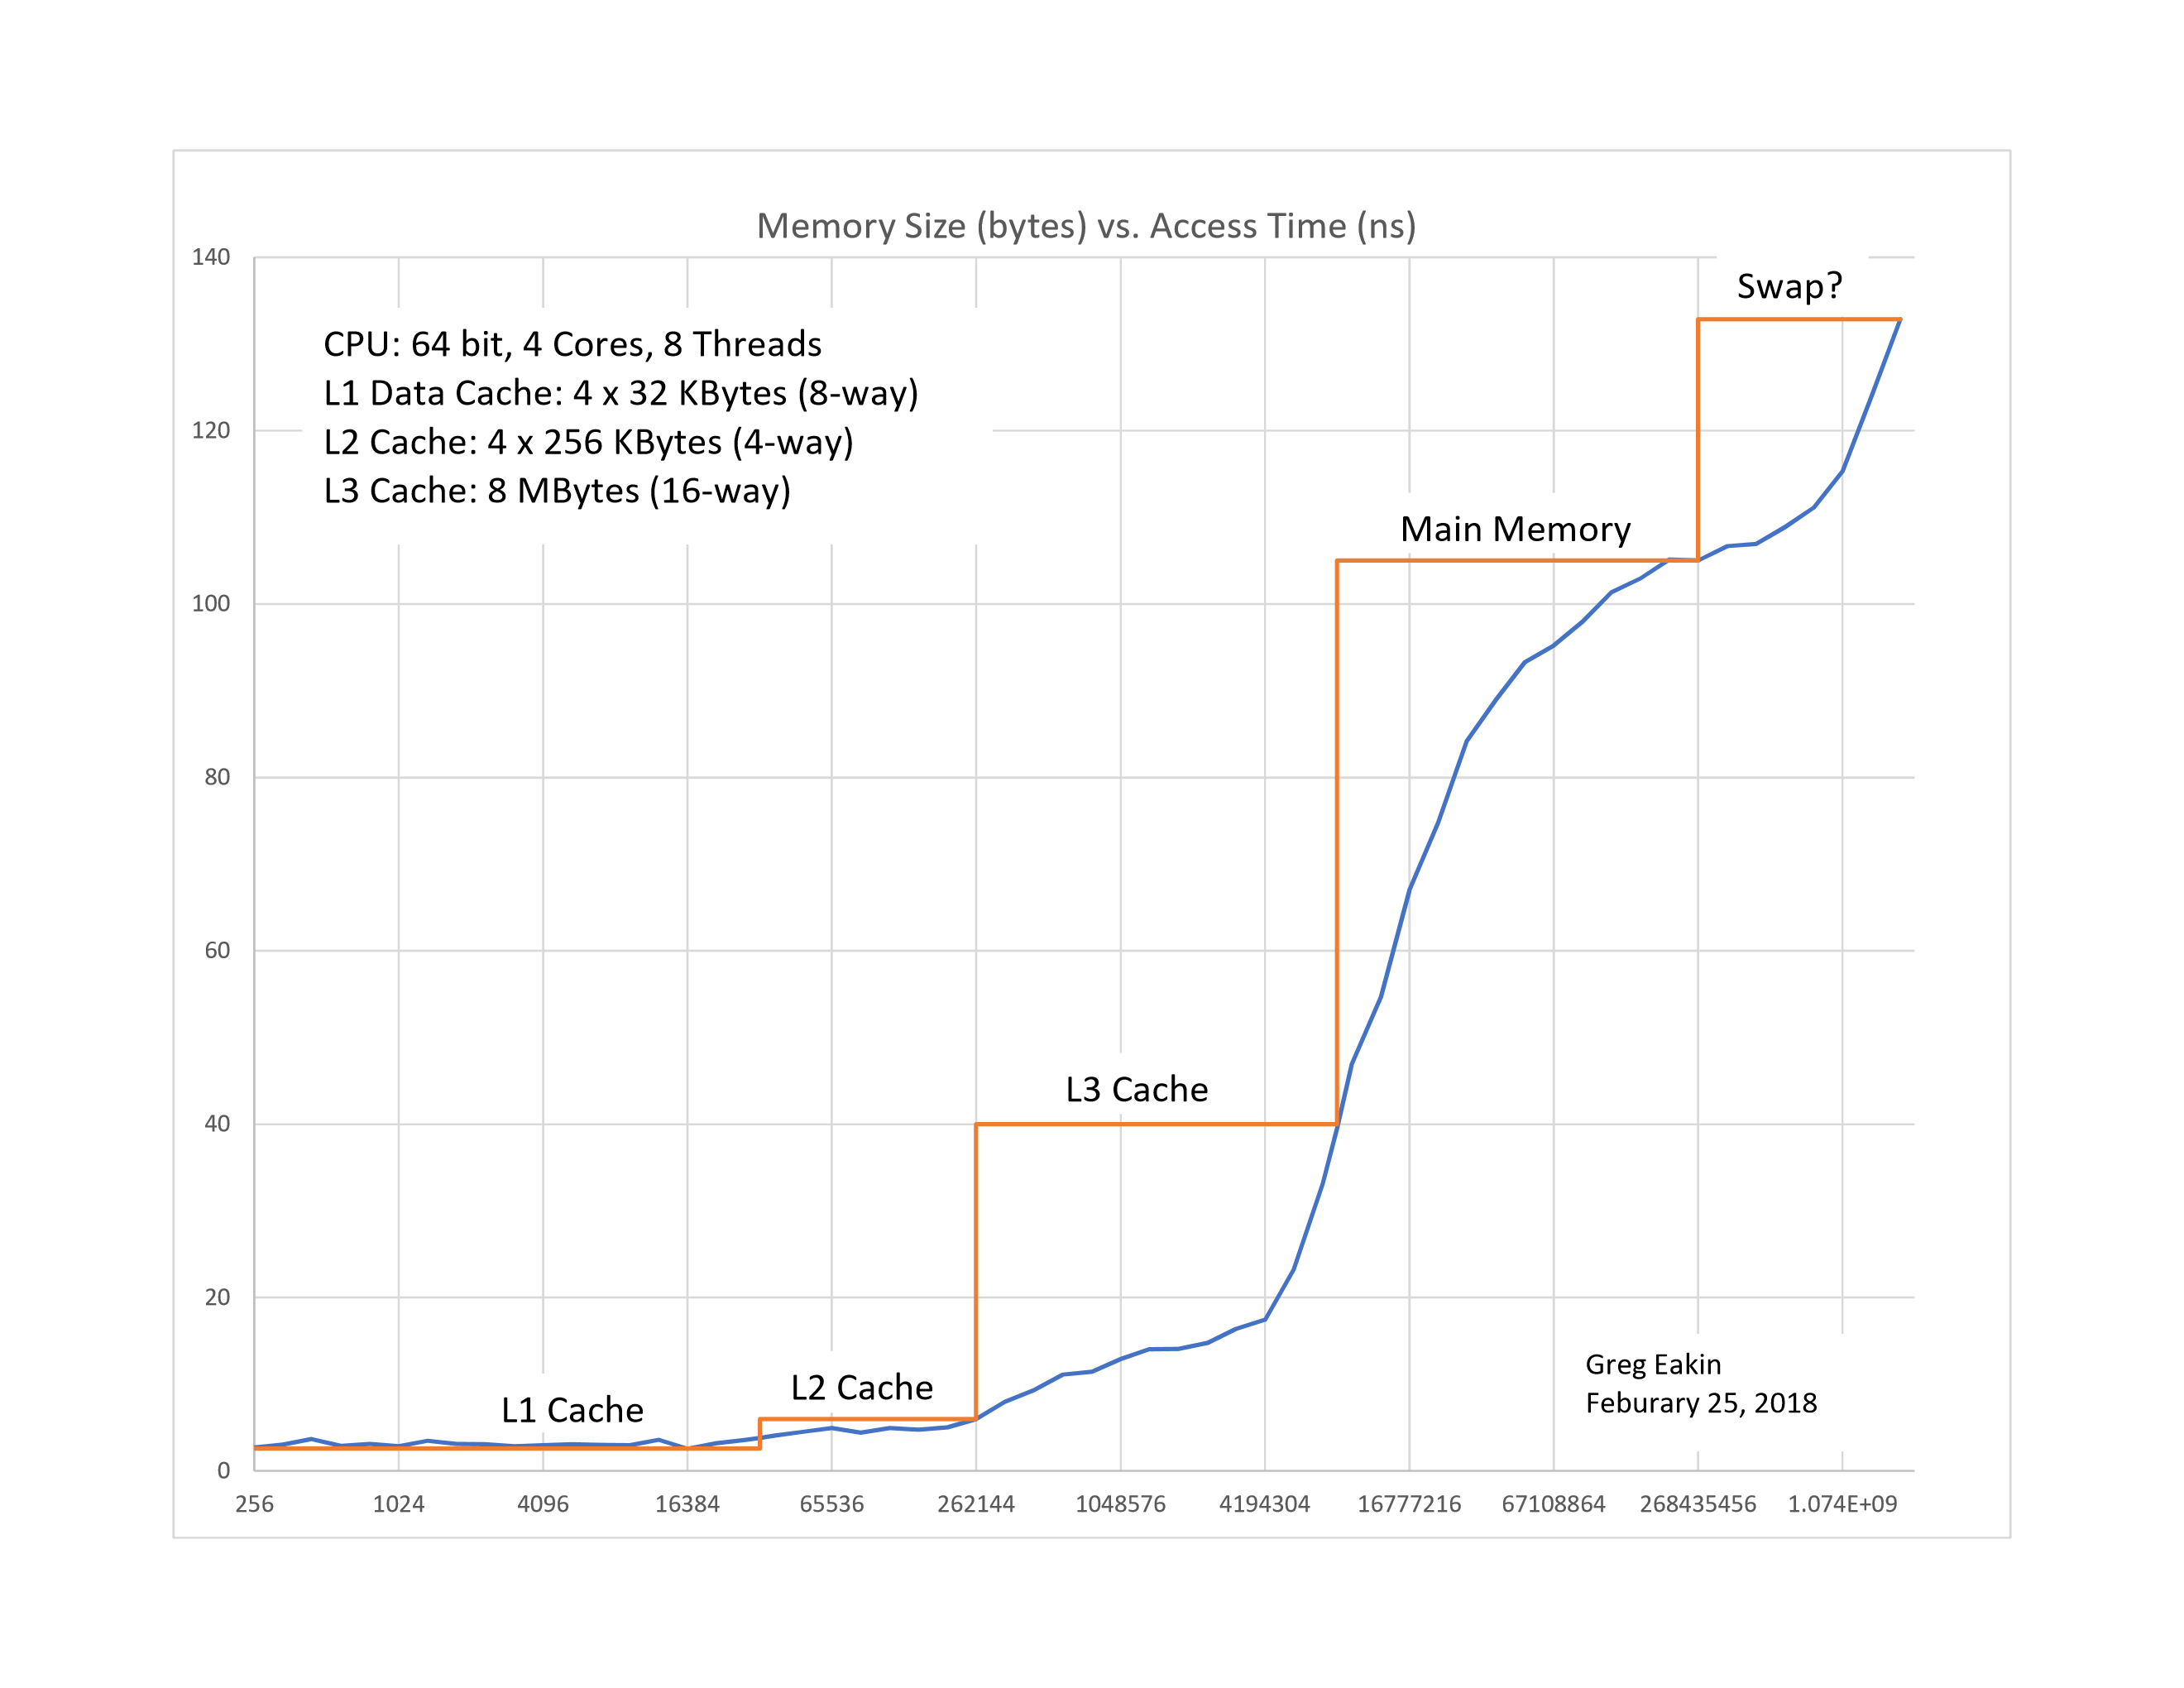 Memory Size (bytes) vs. Access Time (ns)
140
Swap?
CPU: 64 bit, 4 Cores, 8 Threads
L1 Data Cache: 4 x 32 KBytes (8-way)
120
L2 Cache: 4 x 256 KBytes (4-way)
L3 Cache: 8 MBytes (16-way)
Main Memory
100
80
60
L3 Cache
40
20
Greg Eakin
Feburary 25, 2018
L2 Cache
L1 Cache
0
256 1024 4096 16384 65536 262144 1048576 4194304 16777216 67108864 268435456 1.074E+09